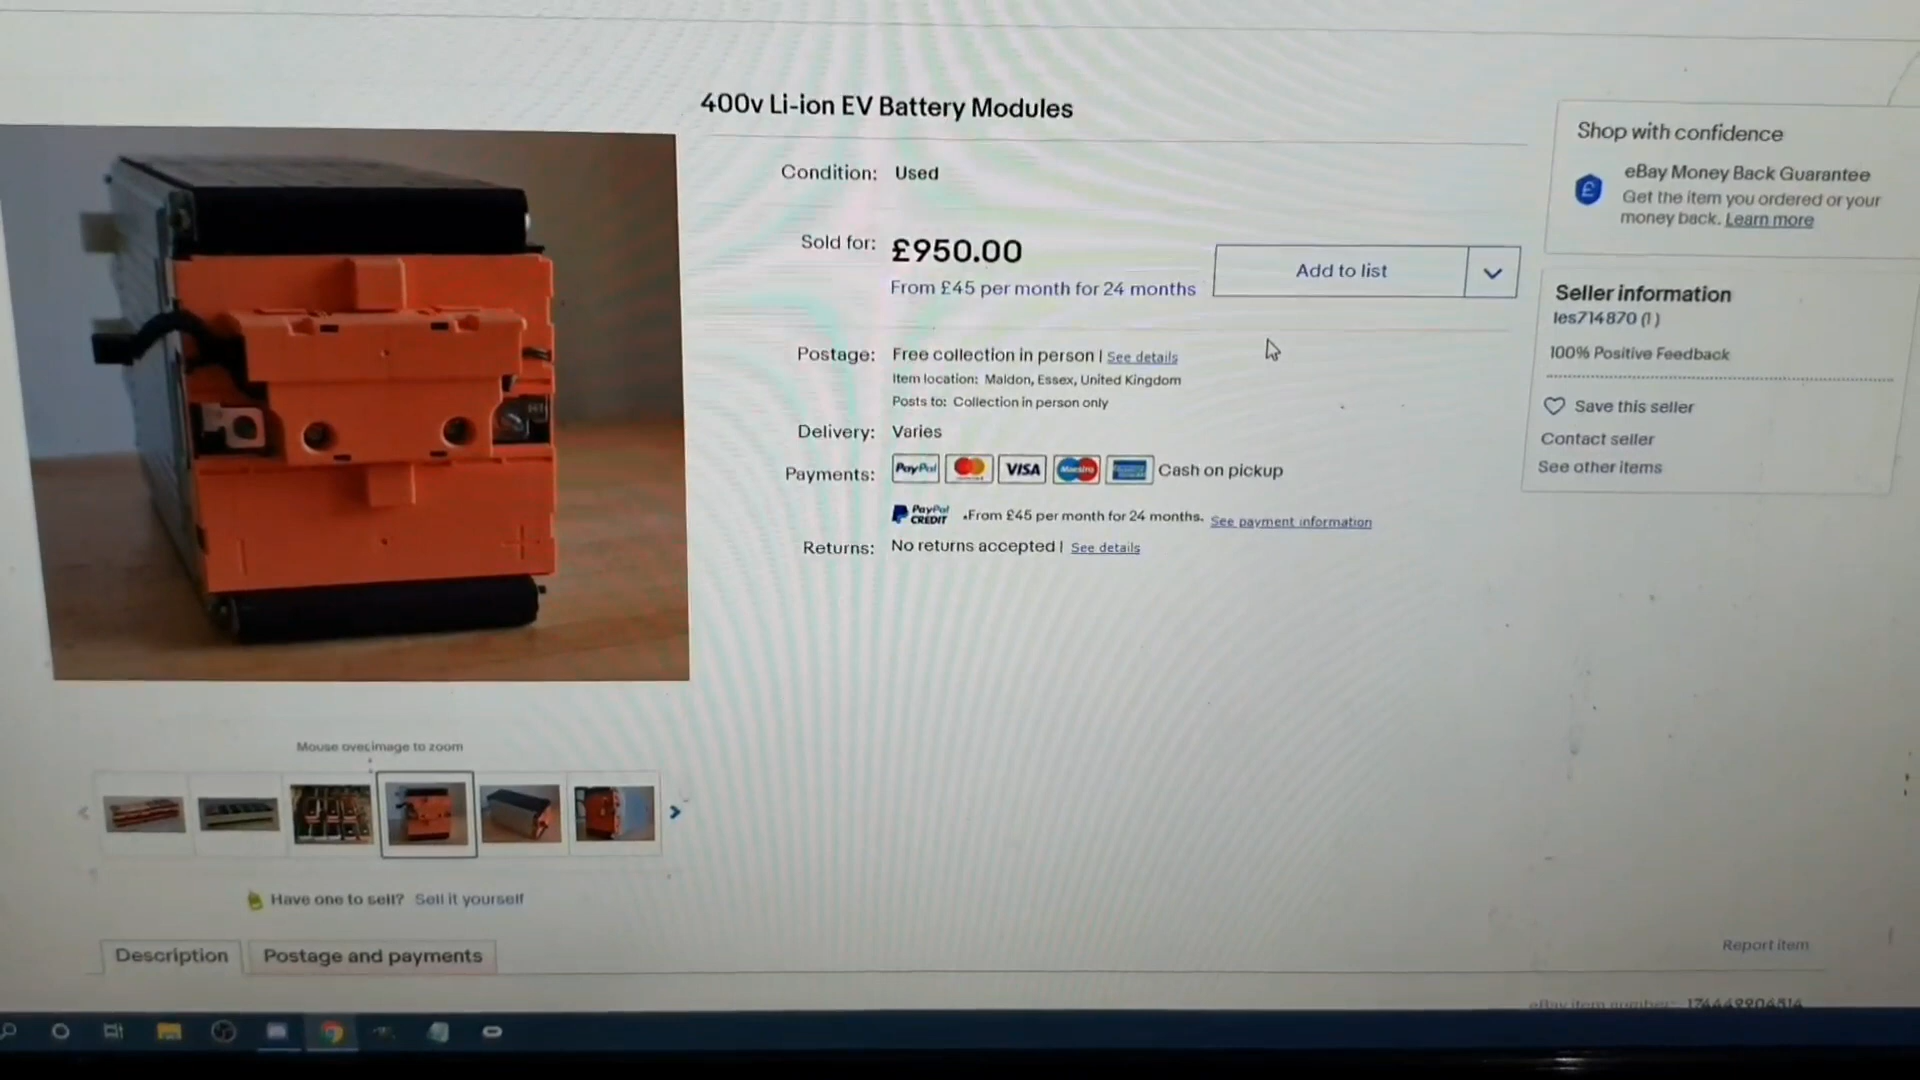 400v Li-ion EV Battery Modules
Condition: Used
Sold for: £950.00
From £45 per month for 24 months
Add to list
Postage: Free collection in person | See details
Item location: Maldon, Essex, United Kingdom
Posts to: Collection in person only
Delivery: Varies
Payments: PayPal VISA Maestro Cash on pickup
PayPal CREDIT
From £45 per month for 24 months. See payment information
Returns: No returns accepted | See details
Shop with confidence
eBay Money Back Guarantee
Get the item you ordered or your
money back. Learn more
Seller information
les714870 (1)
100% Positive Feedback
Save this seller
Contact seller
See other items
Mouse over image to zoom
Have one to sell? Sell it yourself
Description
Postage and payments
Report item
eBay item number: